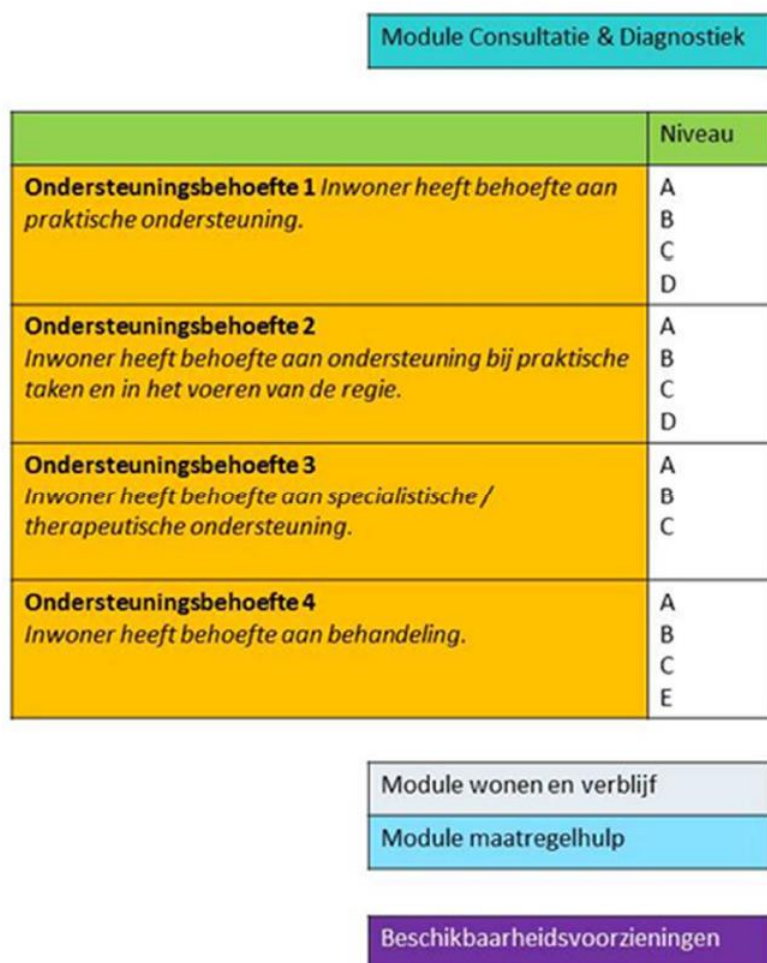 Module Consultatie & Diagnostiek
Niveau
Ondersteuningsbehoefte 1 Inwoner heeft behoefte aan
praktische ondersteuning.
A
B
C
D
Ondersteuningsbehoefte 2
Inwoner heeft behoefte aan ondersteuning bij praktische
taken en in het voeren van de regie.
A
B
C
D
Ondersteuningsbehoefte 3
Inwoner heeft behoefte aan specialistische /
therapeutische ondersteuning.
A
B
C
Ondersteuningsbehoefte 4
Inwoner heeft behoefte aan behandeling.
A
B
C
E
Module wonen en verblijf
Module maatregelhulp
Beschikbaarheidsvoorzieningen